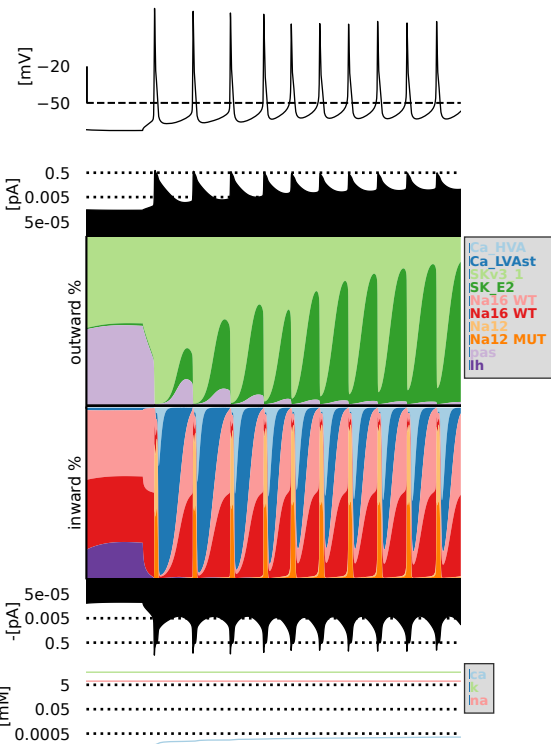 [mV]
−20
−50
[pA]
0.5
0.005
5e-05
outward %
Ca_HVA
Ca_LVAst
SKv3_1
SK_E2
Na16 WT
Na16 WT
Na12
Na12 MUT
pas
Ih
inward %
-[pA]
5e-05
0.005
0.5
[mM]
5
0.05
0.0005
ca
k
na